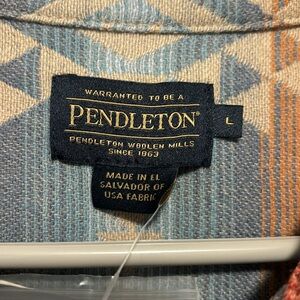 WARRANTED TO BE A
PENDLETON®
PENDLETON WOOLEN MILLS
SINCE 1863
L
MADE IN EL
SALVADOR OF
USA FABRIC